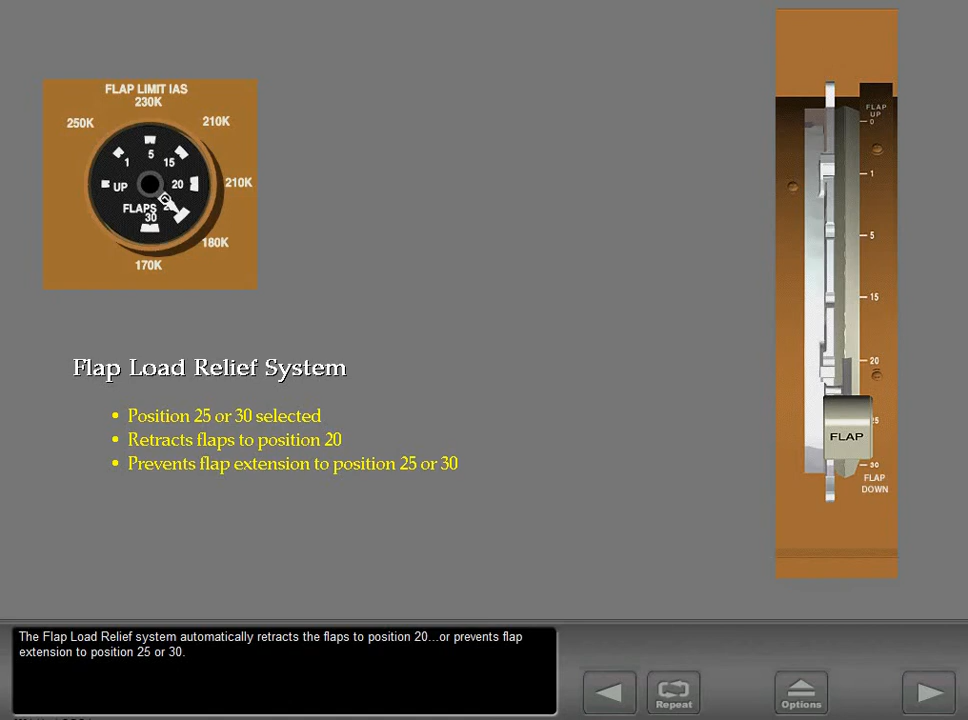 FLAP LIMIT IAS
230K
250K
210K
5
1
15
UP
20
210K
FLAPS
30
180K
170K
FLAP
UP
0
1
5
15
20
FLAP
30
FLAP
DOWN
Flap Load Relief System
• Position 25 or 30 selected
• Retracts flaps to position 20
• Prevents flap extension to position 25 or 30
The Flap Load Relief system automatically retracts the flaps to position 20...or prevents flap
extension to position 25 or 30.
Repeat
Options